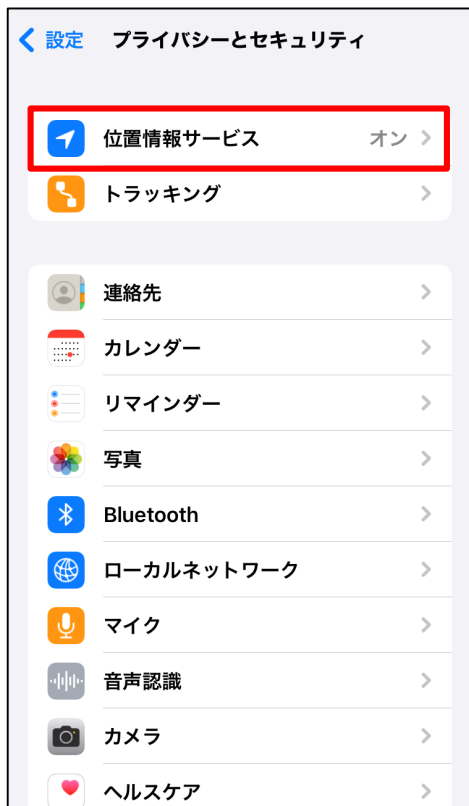 設定 プライバシーとセキュリティ
位置情報サービス オン
トラッキング
連絡先
カレンダー
リマインダー
写真
Bluetooth
ローカルネットワーク
マイク
音声認識
カメラ
ヘルスケア